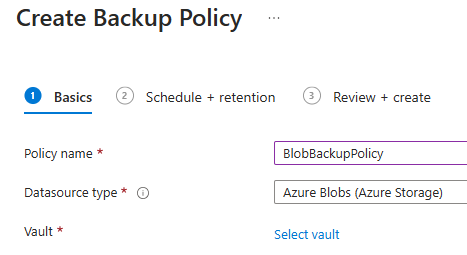 Create Backup Policy ...
1 Basics 2 Schedule + retention 3 Review + create
Policy name * BlobBackupPolicy
Datasource type * Azure Blobs (Azure Storage)
Vault * Select vault